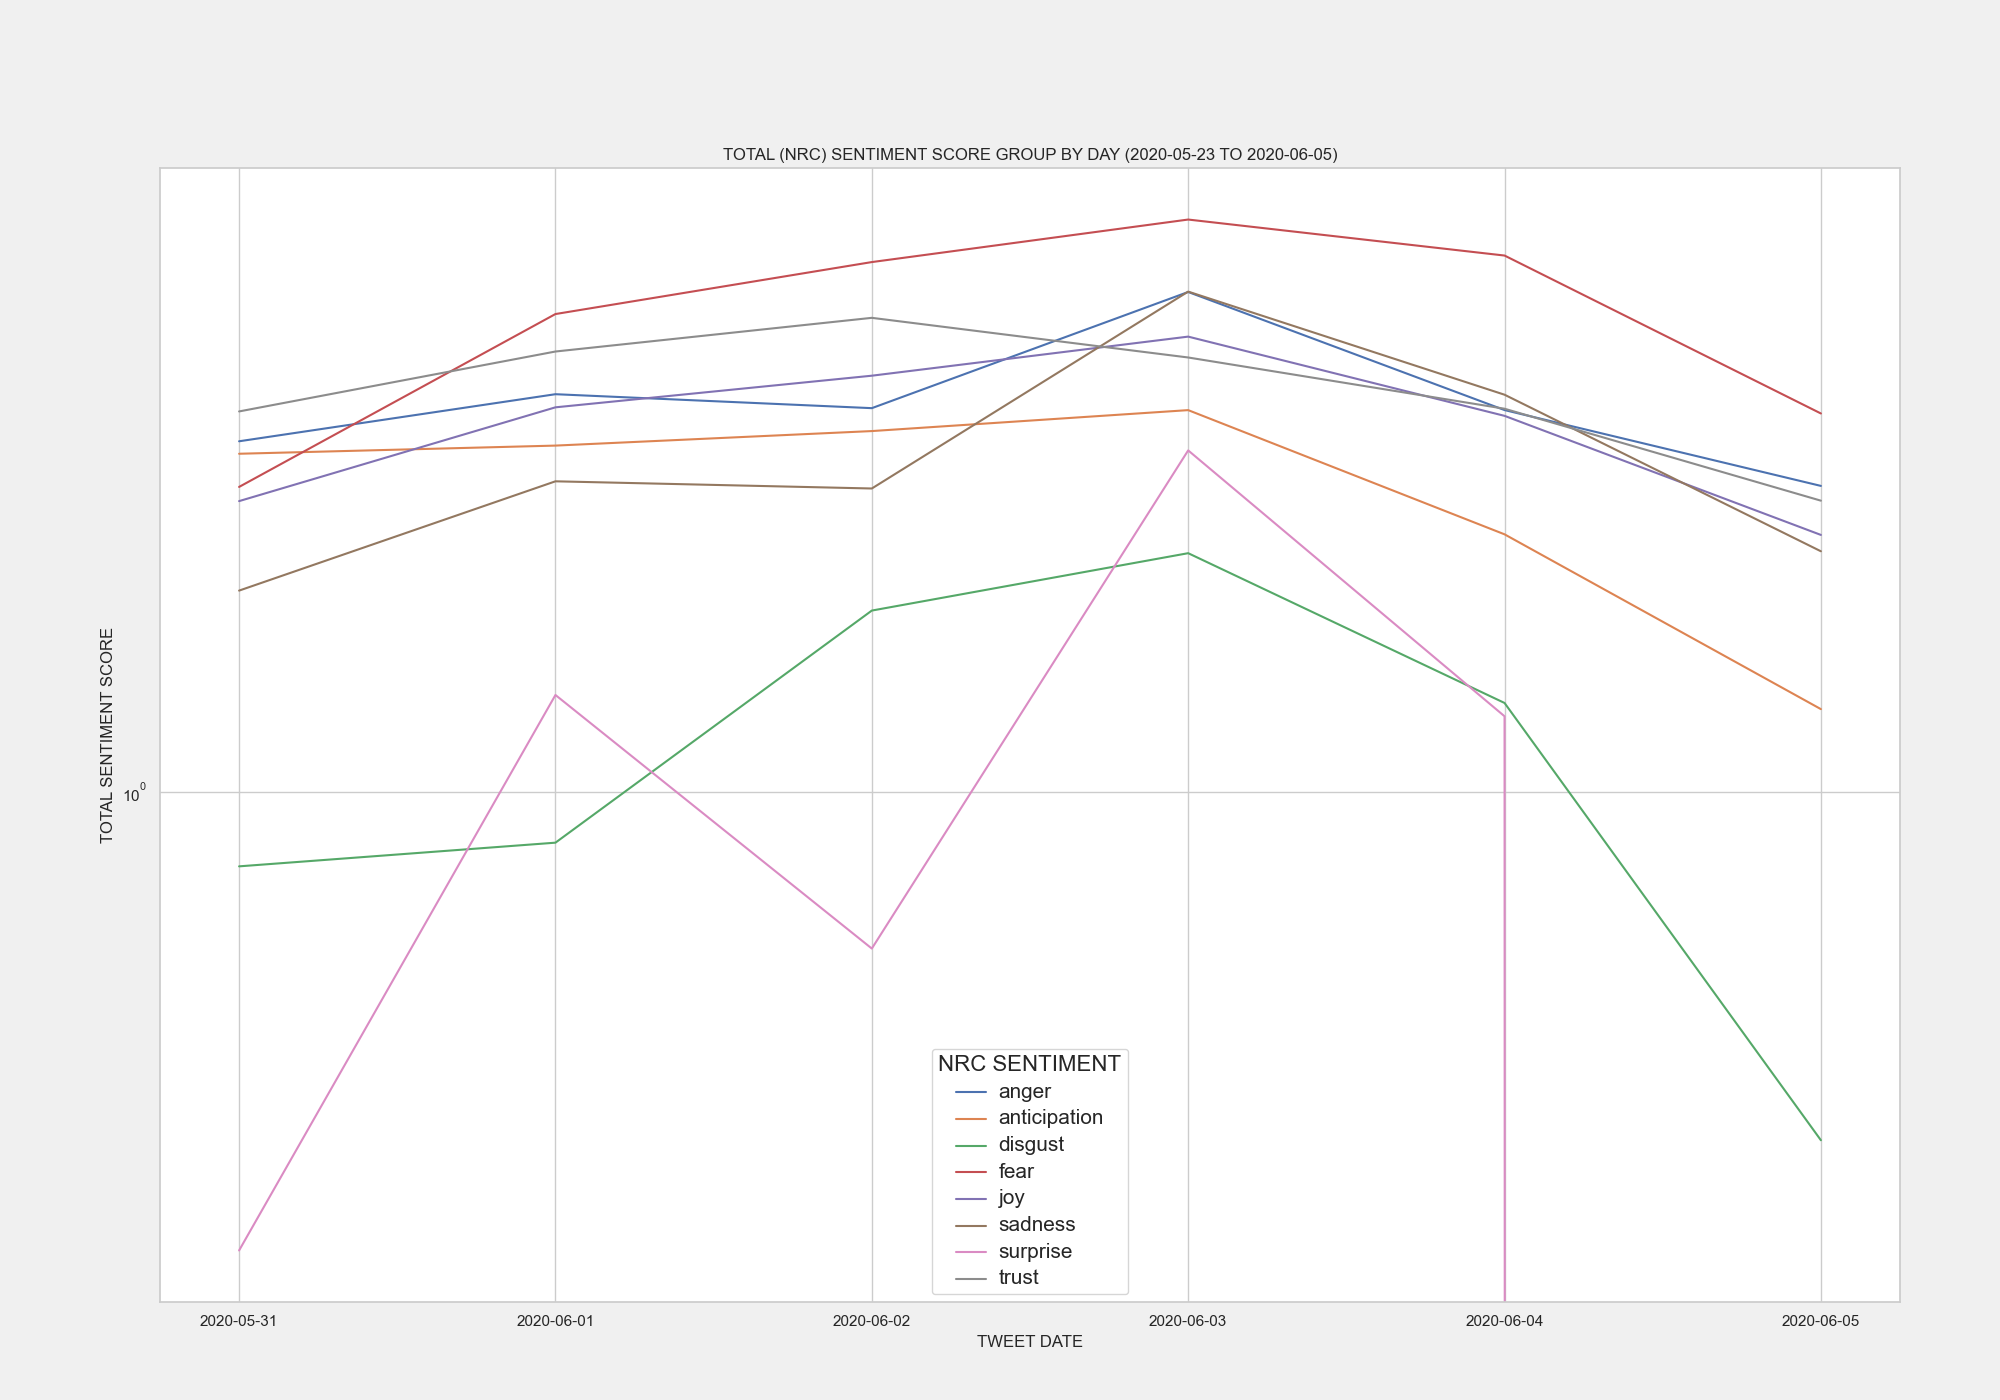 TOTAL (NRC) SENTIMENT SCORE GROUP BY DAY (2020-05-23 TO 2020-06-05)
TOTAL SENTIMENT SCORE
10⁰
NRC SENTIMENT
anger
anticipation
disgust
fear
joy
sadness
surprise
trust
2020-05-31 2020-06-01 2020-06-02 2020-06-03 2020-06-04 2020-06-05
TWEET DATE